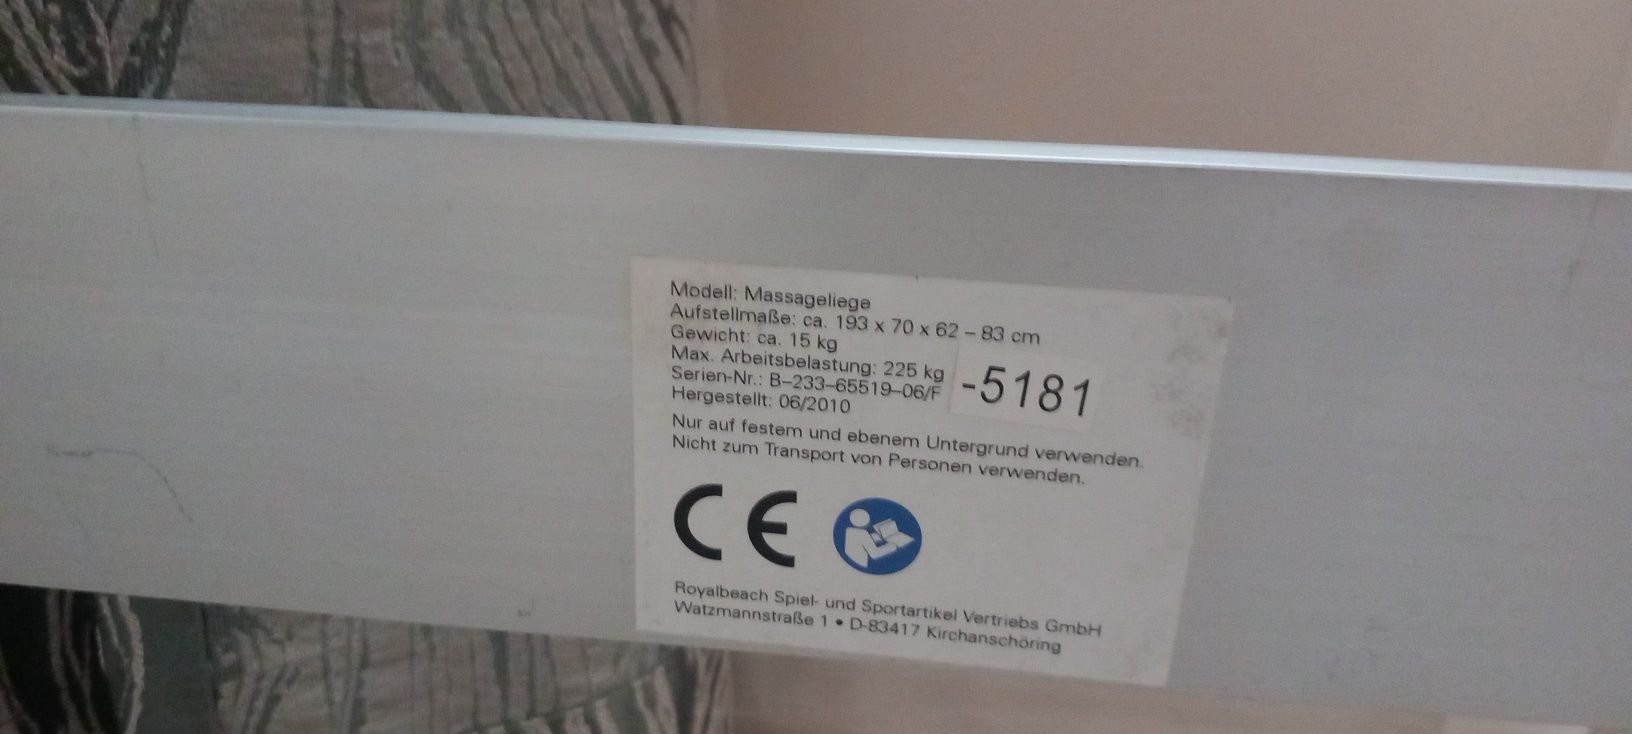 Modell: Massageliege
Aufstellmaße: ca. 193 x 70 x 62 – 83 cm
Gewicht: ca. 15 kg
Max. Arbeitsbelastung: 225 kg
Serien-Nr.: B–233–65519–06/F -5181
Hergestellt: 06/2010
Nur auf festem und ebenem Untergrund verwenden.
Nicht zum Transport von Personen verwenden.
CE
Royalbeach Spiel- und Sportartikel Vertriebs GmbH
Watzmannstraße 1 • D-83417 Kirchanschöring